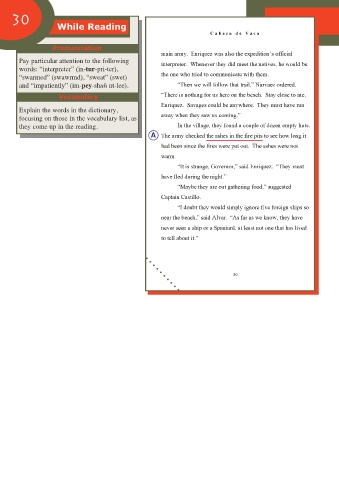 30
While Reading
Pronunciation
Pay particular attention to the following
words: "interpreter" (in-tur-pri-ter),
"swarmed" (swawrmd), "sweat" (swet)
and "impatiently" (im-pey-shuh nt-lee).
Vocabulary
Explain the words in the dictionary,
focusing on those in the vocabulary list, as
they come up in the reading.
Cabeza de Vaca
main army. Enriquez was also the expedition's official
interpreter. Whenever they did meet the natives, he would be
the one who tried to communicate with them.
"Then we will follow that trail," Narvaez ordered.
"There is nothing for us here on the beach. Stay close to me,
Enriquez. Savages could be anywhere. They must have run
away when they saw us coming."
In the village, they found a couple of dozen empty huts.
A The army checked the ashes in the fire pits to see how long it
had been since the fires were put out. The ashes were not
warm.
"It is strange, Governor," said Enriquez. "They must
have fled during the night."
"Maybe they are out gathering food," suggested
Captain Castillo.
"I doubt they would simply ignore five foreign ships so
near the beach," said Alvar. "As far as we know, they have
never seen a ship or a Spaniard, at least not one that has lived
to tell about it."
30